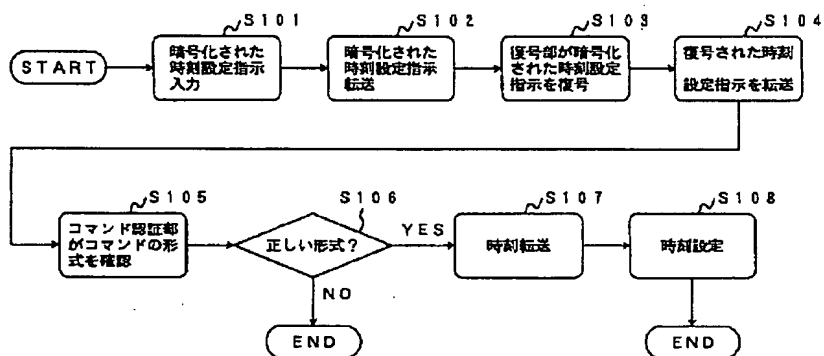 S101
S102
S103
S104
START
暗号化された
時刻設定指示
入力
暗号化された
時刻設定指示
転送
復号部が暗号化
された時刻設定
指示を復号
復号された時刻
設定指示を転送
S105
S106
S107
S108
コマンド認証部
がコマンドの形
式を確認
正しい形式？
YES
時刻転送
時刻設定
NO
END
END